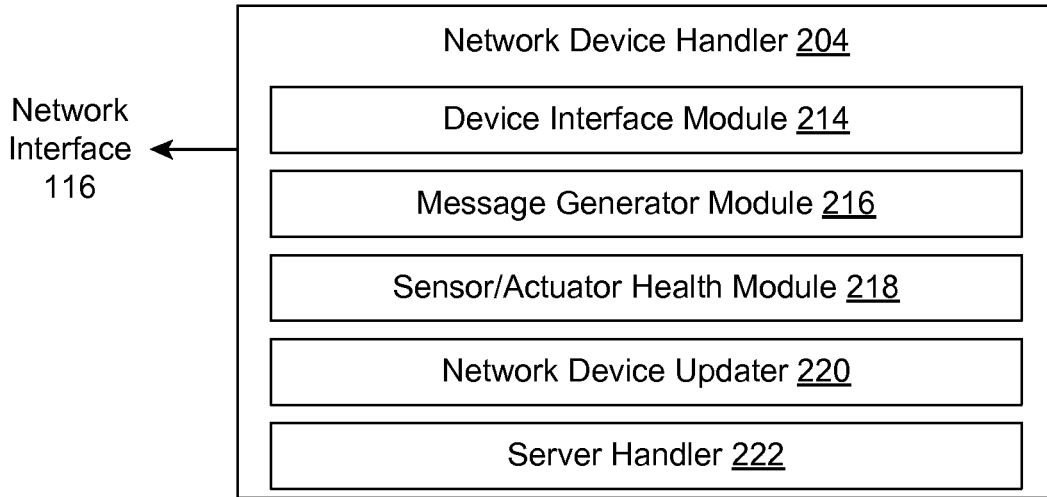 Network Device Handler 204
Network
Interface
116
Device Interface Module 214
Message Generator Module 216
Sensor/Actuator Health Module 218
Network Device Updater 220
Server Handler 222